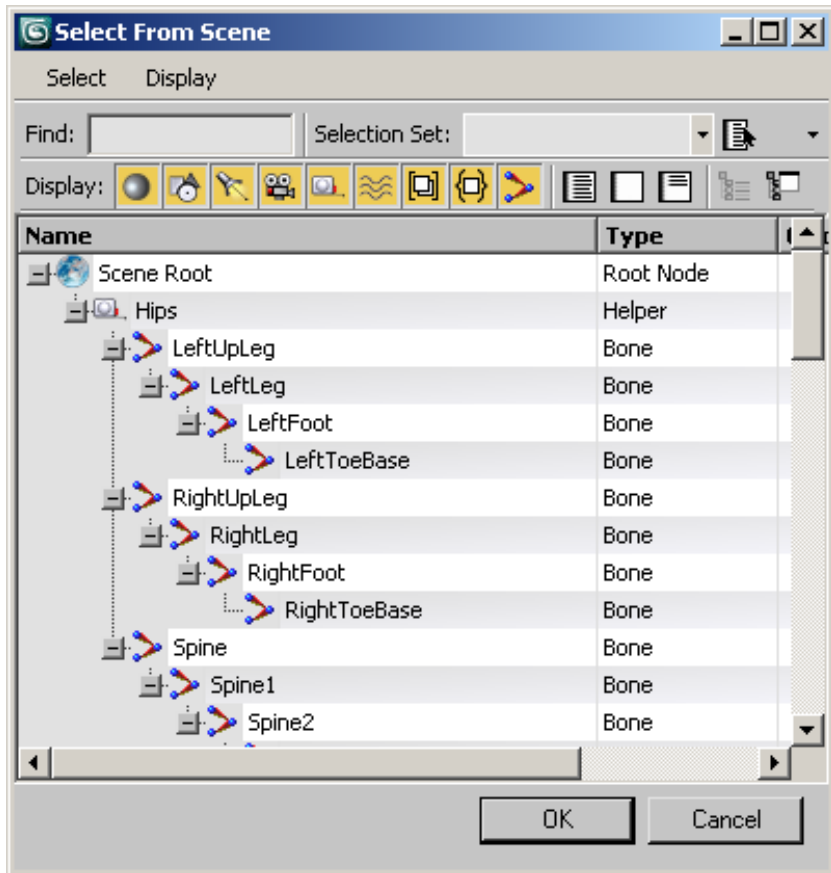 Select From Scene
Select Display
Find: Selection Set:
Display:
Name Type
Scene Root Root Node
Hips Helper
LeftUpLeg Bone
LeftLeg Bone
LeftFoot Bone
LeftToeBase Bone
RightUpLeg Bone
RightLeg Bone
RightFoot Bone
RightToeBase Bone
Spine Bone
Spine1 Bone
Spine2 Bone
OK Cancel